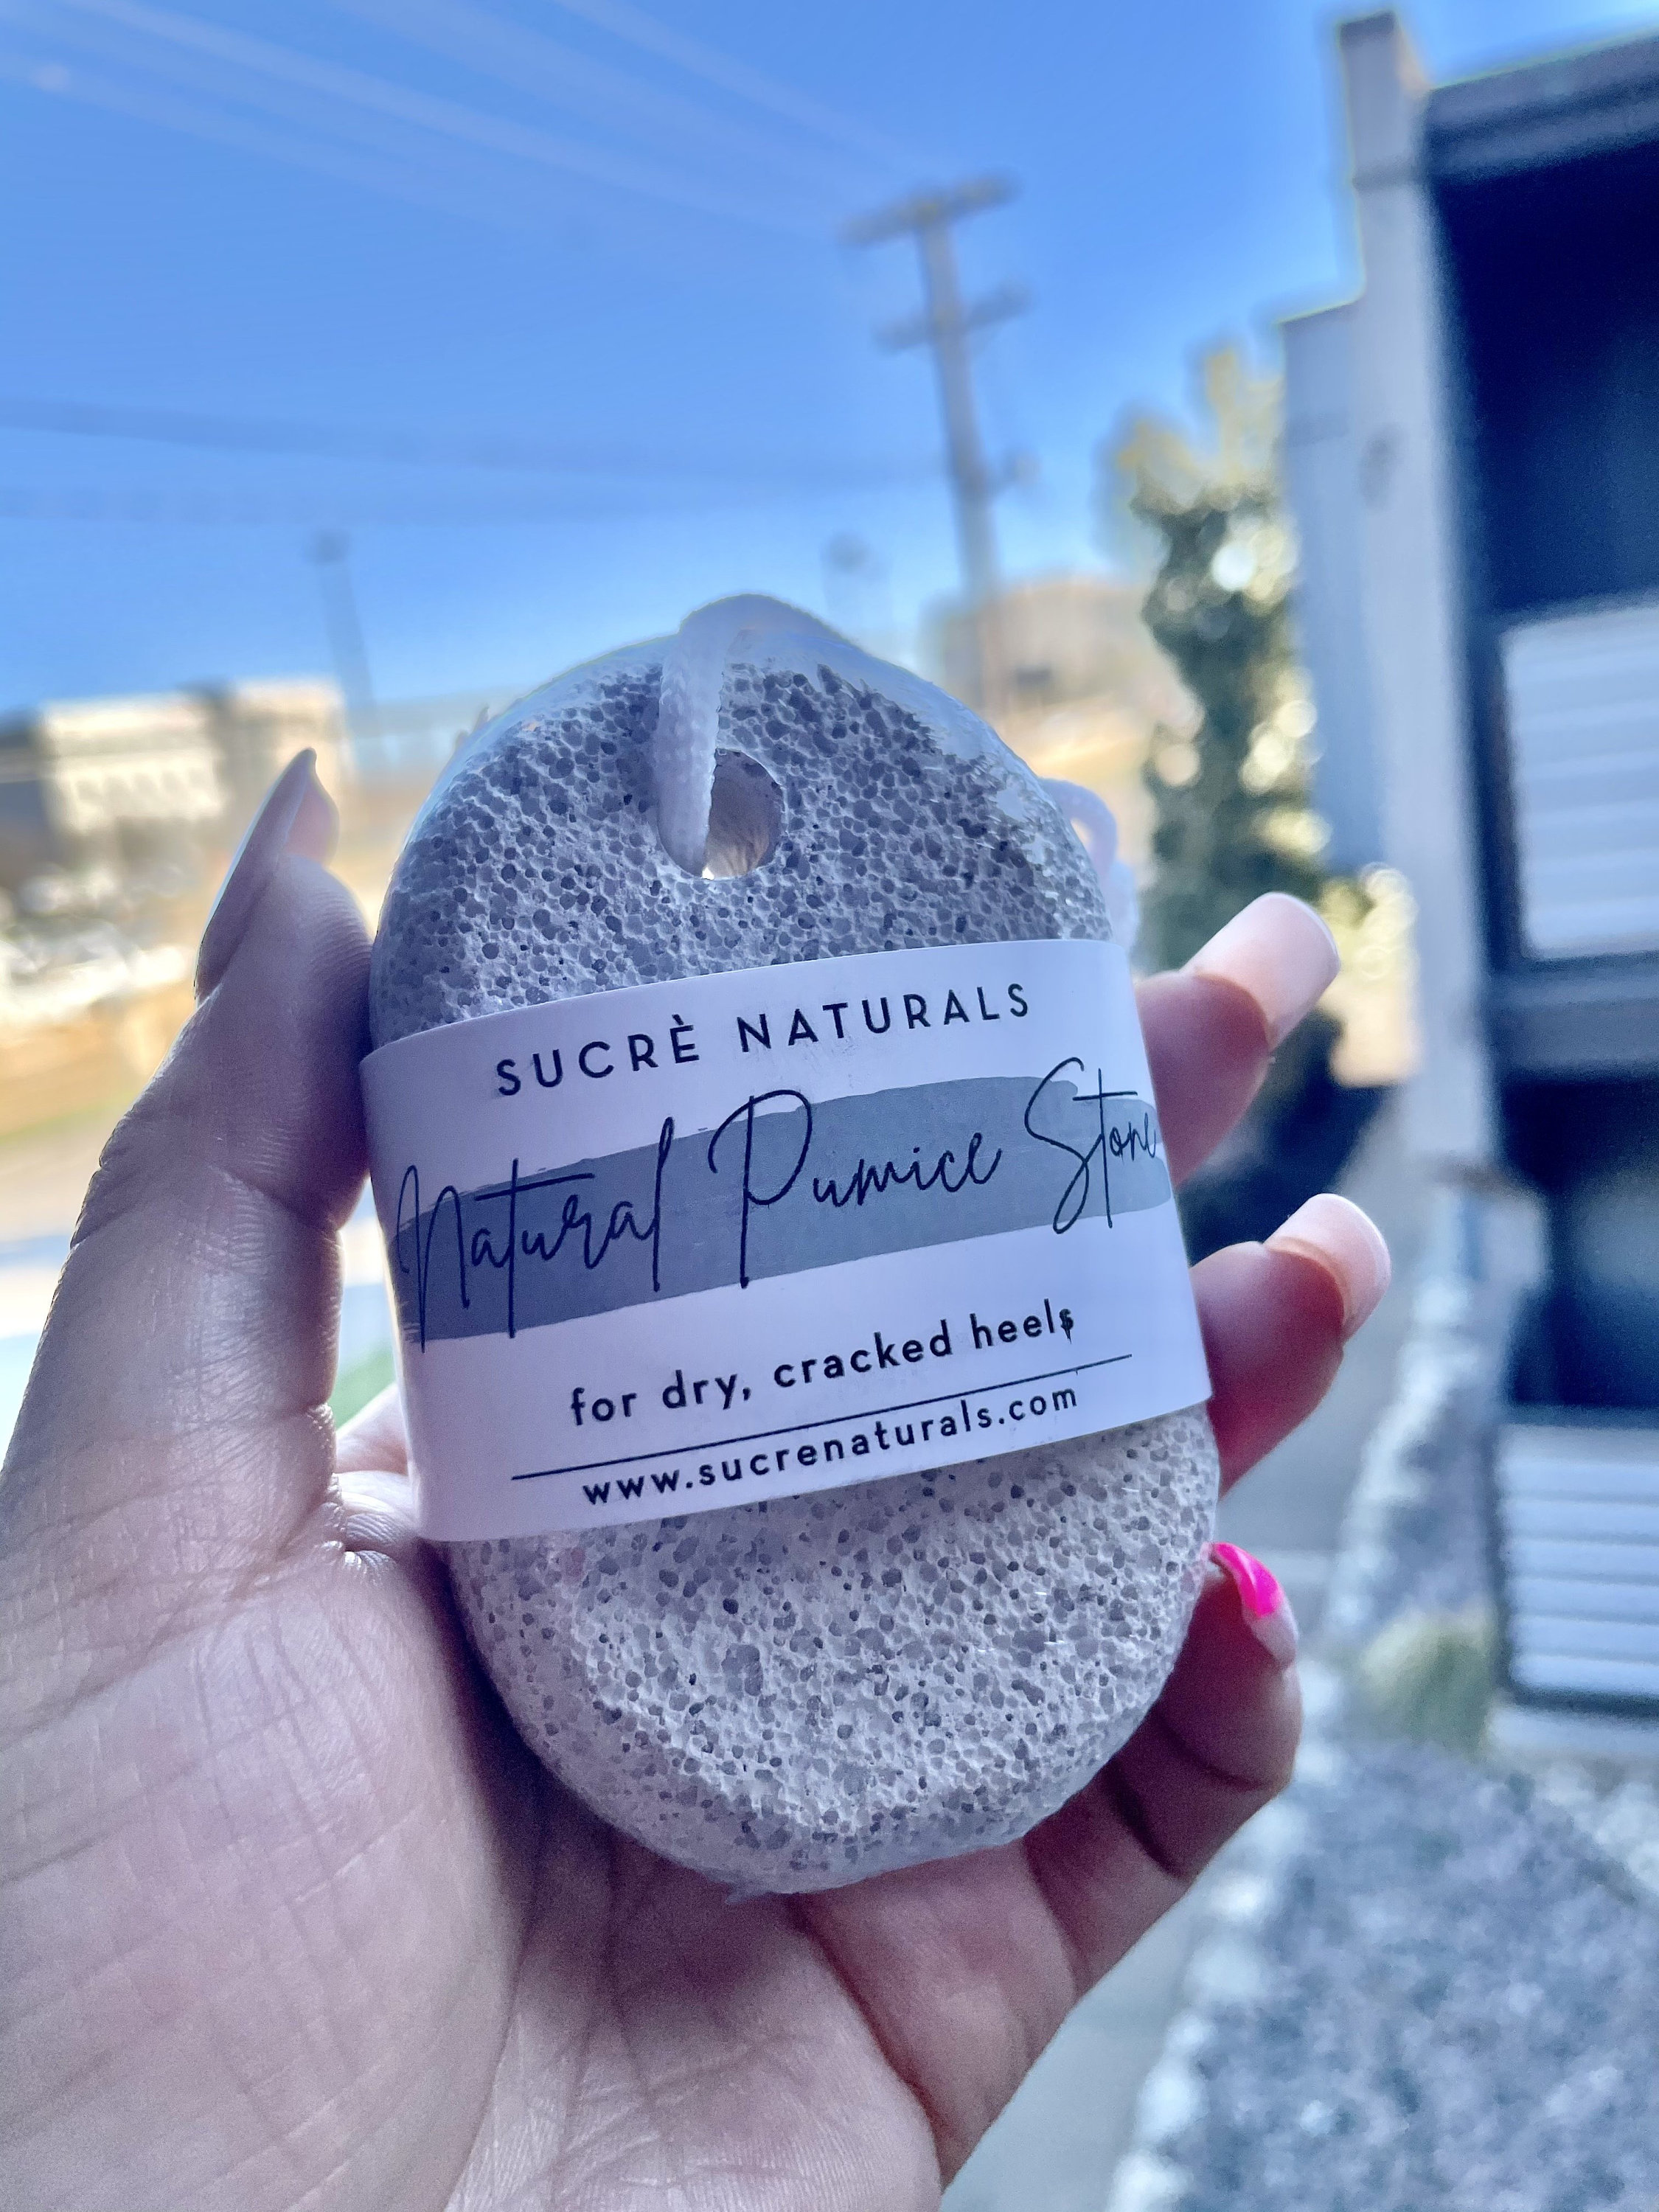 SUCRÈ NATURALS
Natural Pumice Stone
for dry, cracked heels
www.sucrenaturals.com